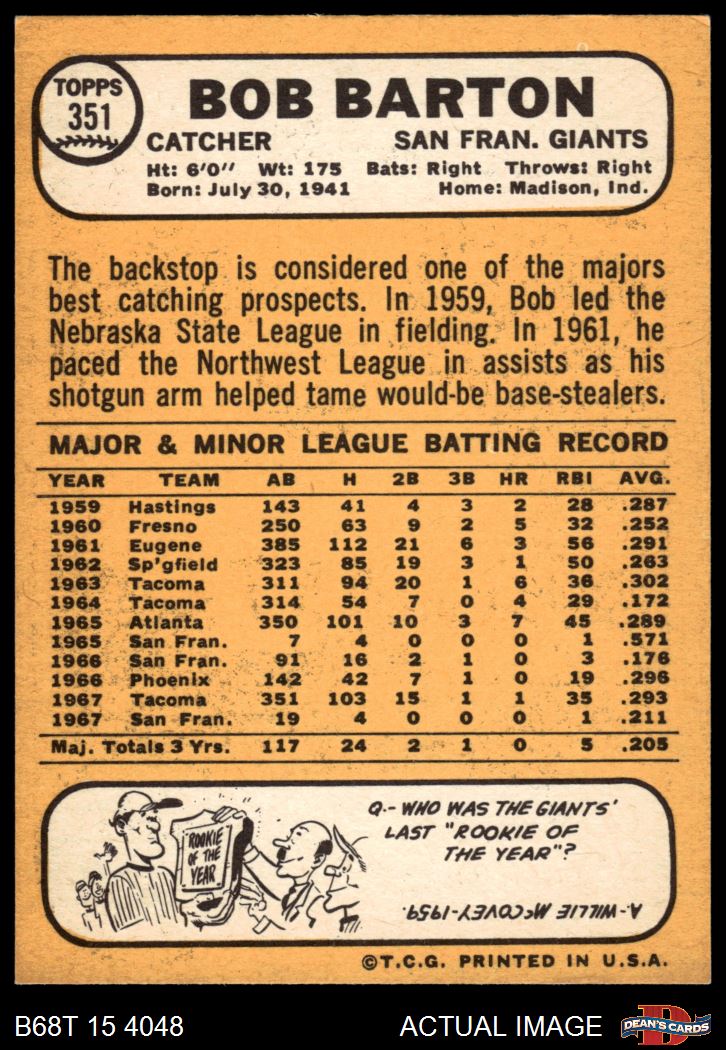 TOPPS
351
BOB BARTON
CATCHER SAN FRAN. GIANTS
Ht: 6'0" Wt: 175 Bats: Right Throws: Right
Born: July 30, 1941 Home: Madison, Ind.
The backstop is considered one of the majors
best catching prospects. In 1959, Bob led the
Nebraska State League in fielding. In 1961, he
paced the Northwest League in assists as his
shotgun arm helped tame would-be base-stealers.
MAJOR & MINOR LEAGUE BATTING RECORD
YEAR TEAM AB H 2B 3B HR RBI AVG.
1959 Hastings 143 41 4 3 2 28 .287
1960 Fresno 250 63 9 2 5 32 .252
1961 Eugene 385 112 21 6 3 56 .291
1962 Sp'gfield 323 85 19 3 1 50 .263
1963 Tacoma 311 94 20 1 6 36 .302
1964 Tacoma 314 54 7 0 4 29 .172
1965 Atlanta 350 101 10 3 7 45 .289
1965 San Fran. 7 4 0 0 0 1 .571
1966 San Fran. 91 16 2 1 0 3 .176
1966 Phoenix 142 42 7 1 0 19 .296
1967 Tacoma 351 103 15 1 1 35 .293
1967 San Fran. 19 4 0 0 0 1 .211
Maj. Totals 3 Yrs. 117 24 2 1 0 5 .205
ROOKIE
OF THE
YEAR
Q.- WHO WAS THE GIANTS'
LAST "ROOKIE OF
THE YEAR"?
A- WILLIE McCOVEY-1959.
©T.C.G. PRINTED IN U.S.A.
B68T 15 4048 ACTUAL IMAGE
D
DEAN'S CARDS